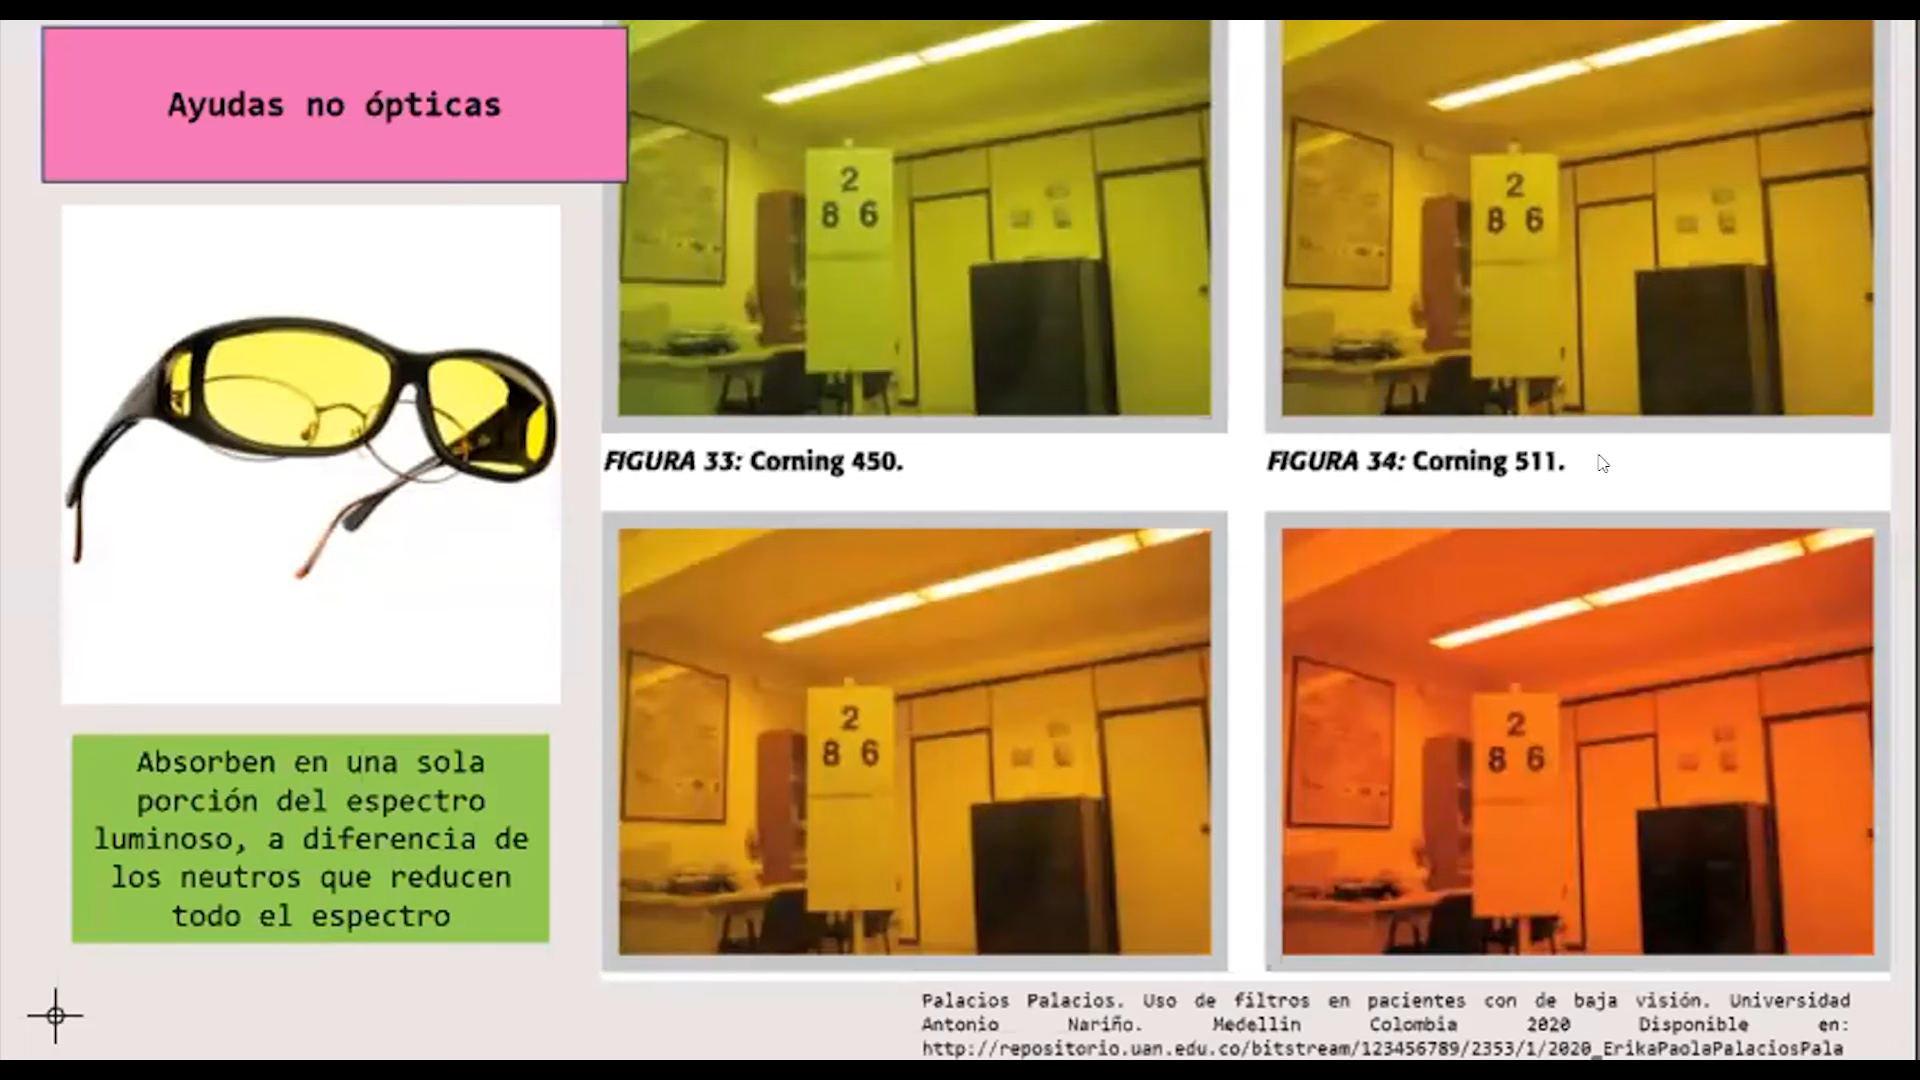 Ayudas no ópticas
2
8 6
2
8 6
FIGURA 33: Corning 450.
FIGURA 34: Corning 511.
2
8 6
2
8 6
Absorben en una sola
porción del espectro
luminoso, a diferencia de
los neutros que reducen
todo el espectro
Palacios Palacios. Uso de filtros en pacientes con de baja visión. Universidad
Antonio Nariño. Medellin Colombia 2020 Disponible en:
http://repositorio.uan.edu.co/bitstream/123456789/2353/1/2020_ErikaPaolaPalaciosPala